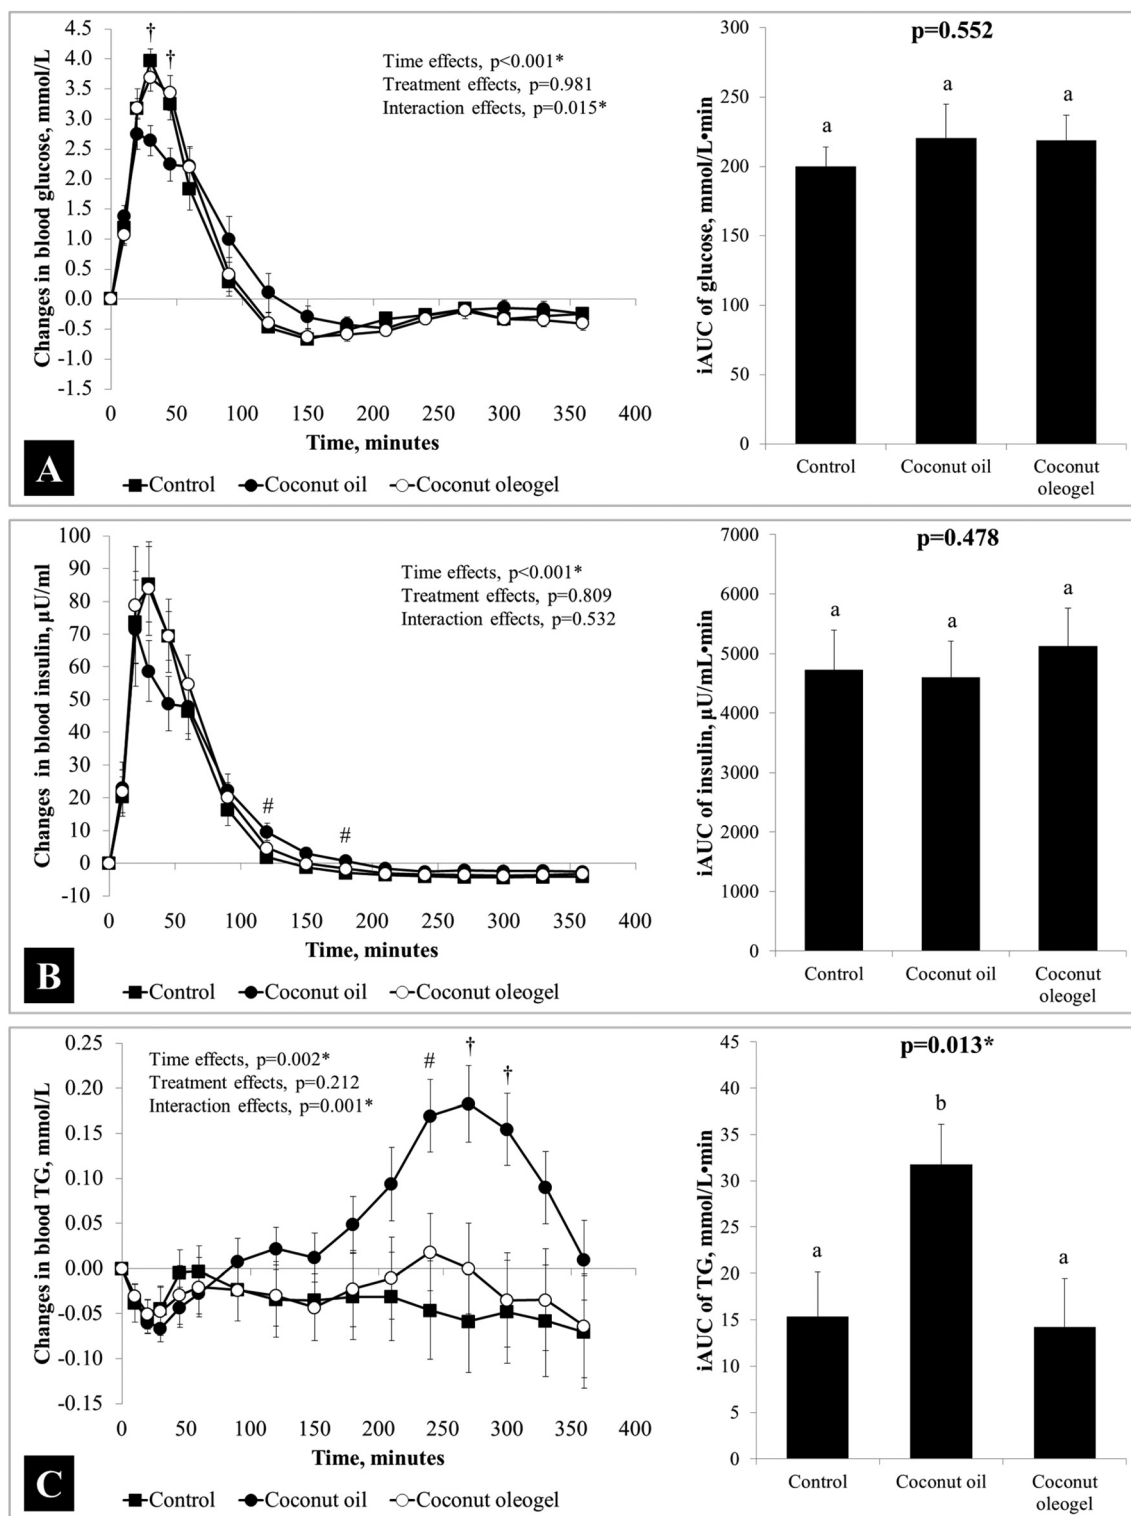 4.5
4.0
3.5
3.0
2.5
2.0
1.5
1.0
0.5
0.0
-0.5
-1.0
-1.5
Changes in blood glucose, mmol/L
†
†
Time effects, p<0.001*
Treatment effects, p=0.981
Interaction effects, p=0.015*
0 50 100 150 200 250 300 350 400
Time, minutes
Control Coconut oil Coconut oleogel
A
p=0.552
300
250
200
150
100
50
0
iAUC of glucose, mmol/L•min
a a a
Control Coconut oil Coconut
oleogel
100
90
80
70
60
50
40
30
20
10
0
-10
Changes in blood insulin, µU/ml
Time effects, p<0.001*
Treatment effects, p=0.809
Interaction effects, p=0.532
#
#
0 50 100 150 200 250 300 350 400
Time, minutes
Control Coconut oil Coconut oleogel
B
p=0.478
7000
6000
5000
4000
3000
2000
1000
0
iAUC of insulin, µU/mL•min
a a a
Control Coconut oil Coconut
oleogel
0.25
0.20
0.15
0.10
0.05
0.00
-0.05
-0.10
-0.15
Changes in blood TG, mmol/L
Time effects, p=0.002*
Treatment effects, p=0.212
Interaction effects, p=0.001*
# † †
0 50 100 150 200 250 300 350 400
Time, minutes
Control Coconut oil Coconut oleogel
C
p=0.013*
45
40
35
30
25
20
15
10
5
0
iAUC of TG, mmol/L•min
a b a
Control Coconut oil Coconut
oleogel